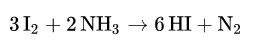 3 I₂ + 2 NH₃ → 6 HI + N₂